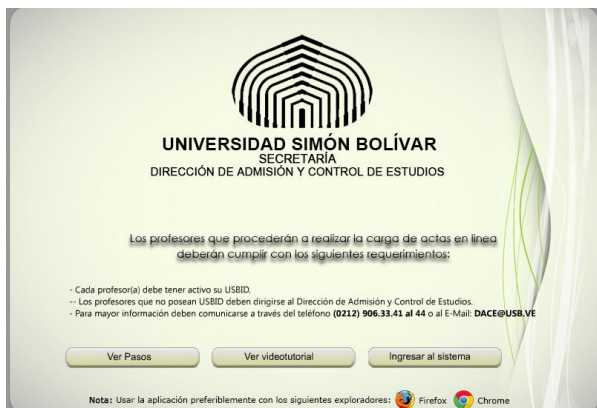 UNIVERSIDAD SIMÓN BOLÍVAR
SECRETARÍA
DIRECCIÓN DE ADMISIÓN Y CONTROL DE ESTUDIOS
Los profesores que procederán a realizar la carga de actas en linea
deberán cumplir con los siguientes requerimientos:
- Cada profesor(a) debe tener activo su USBID.
-- Los profesores que no posean USBID deben dirigirse al Dirección de Admisión y Control de Estudios.
- Para mayor información deben comunicarse a través del teléfono (0212) 906.33.41 al 44 o al E-Mail: DACE@USB.VE
Ver Pasos
Ver videotutorial
Ingresar al sistema
Nota: Usar la aplicación preferiblemente con los siguientes exploradores: Firefox Chrome